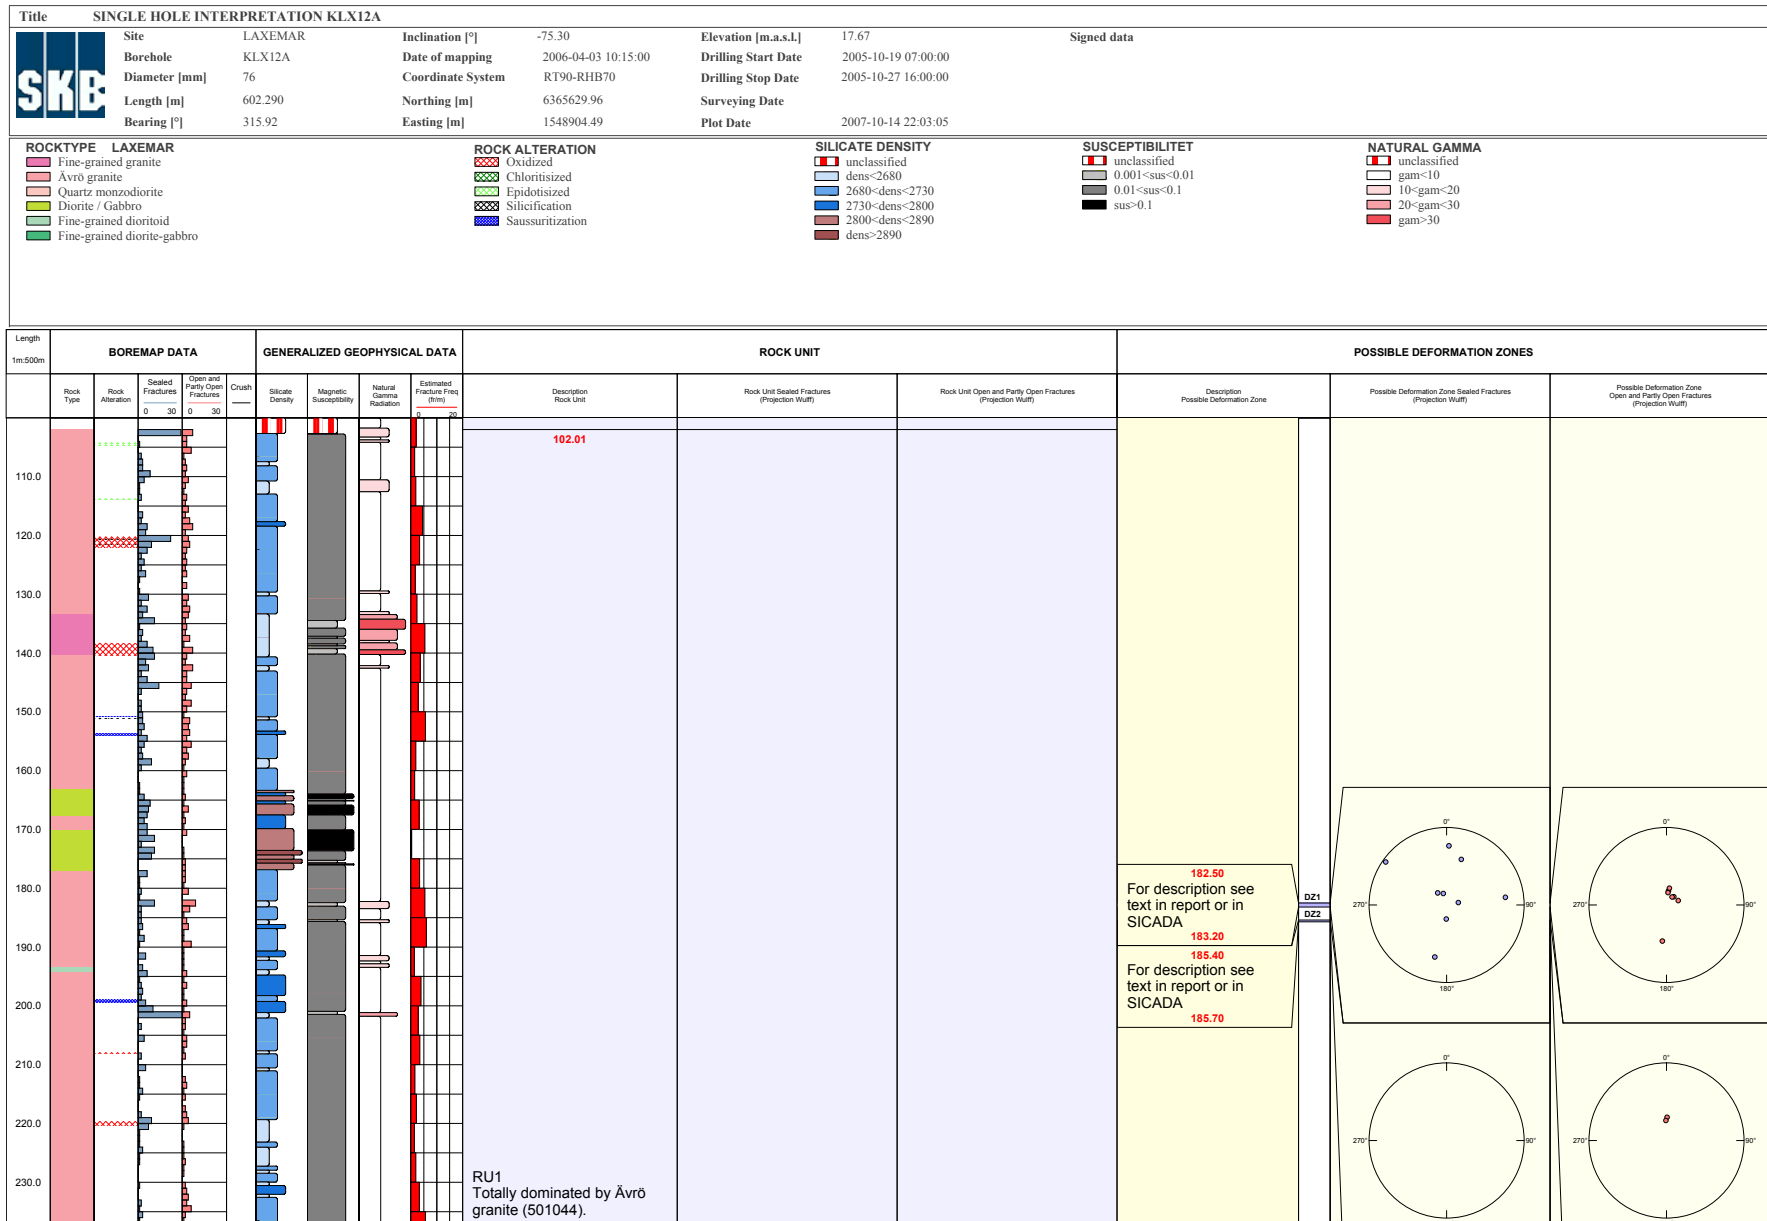 Title SINGLE HOLE INTERPRETATION KLX12A
SKB
Site LAXEMAR Inclination [°] -75.30 Elevation [m.a.s.l.] 17.67 Signed data
Borehole KLX12A Date of mapping 2006-04-03 10:15:00 Drilling Start Date 2005-10-19 07:00:00
Diameter [mm] 76 Coordinate System RT90-RHB70 Drilling Stop Date 2005-10-27 16:00:00
Length [m] 602.290 Northing [m] 6365629.96 Surveying Date
Bearing [°] 315.92 Easting [m] 1548904.49 Plot Date 2007-10-14 22:03:05
ROCKTYPE LAXEMAR
Fine-grained granite
Ävrö granite
Quartz monzodiorite
Diorite / Gabbro
Fine-grained dioritoid
Fine-grained diorite-gabbro
ROCK ALTERATION
Oxidized
Chloritisized
Epidotisized
Silicification
Saussuritization
SILICATE DENSITY
unclassified
dens<2680
2680<dens<2730
2730<dens<2800
2800<dens<2890
dens>2890
SUSCEPTIBILITET
unclassified
0.001<sus<0.01
0.01<sus<0.1
sus>0.1
NATURAL GAMMA
unclassified
gam<10
10<gam<20
20<gam<30
gam>30
Length
1m:500m
BOREMAP DATA
GENERALIZED GEOPHYSICAL DATA
ROCK UNIT
POSSIBLE DEFORMATION ZONES
Rock
Type
Rock
Alteration
Sealed
Fractures
0 30
Open and
Partly Open
Fractures
0 30
Crush
Silicate
Density
Magnetic
Susceptibility
Natural
Gamma
Radiation
Estimated
Fracture Freq
(fr/m)
0 20
Description
Rock Unit
Rock Unit Sealed Fractures
(Projection Wulff)
Rock Unit Open and Partly Open Fractures
(Projection Wulff)
Description
Possible Deformation Zone
Possible Deformation Zone Sealed Fractures
(Projection Wulff)
Possible Deformation Zone
Open and Partly Open Fractures
(Projection Wulff)
110.0
120.0
130.0
140.0
150.0
160.0
170.0
180.0
190.0
200.0
210.0
220.0
230.0
102.01
RU1
Totally dominated by Ävrö
granite (501044).
182.50
For description see
text in report or in
SICADA
183.20
185.40
For description see
text in report or in
SICADA
185.70
DZ1
DZ2
0°
270° 90°
180°
0°
270° 90°
180°
0°
270° 90°
180°
0°
270° 90°
180°